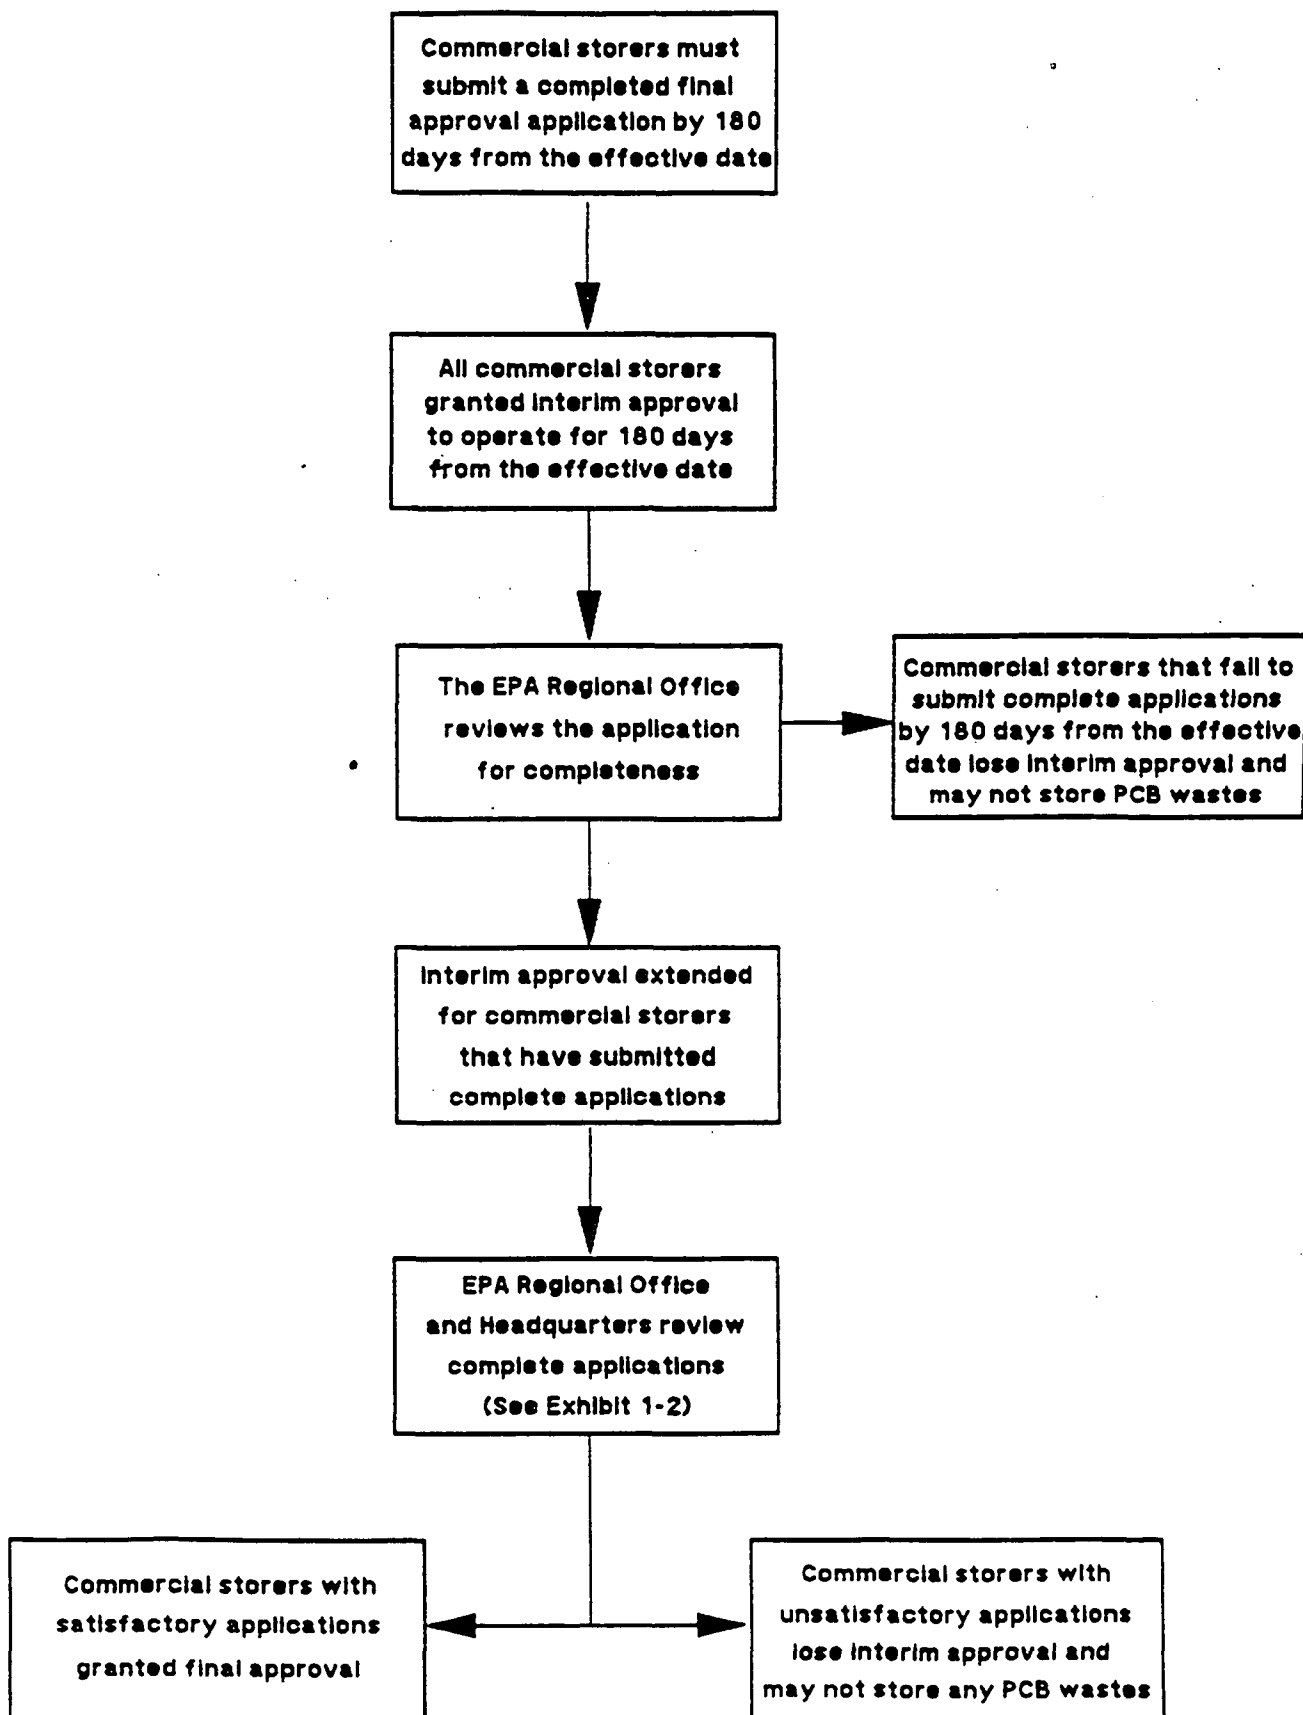 Commercial storers must
submit a completed final
approval application by 180
days from the effective date
All commercial storers
granted interim approval
to operate for 180 days
from the effective date
The EPA Regional Office
reviews the application
for completeness
Commercial storers that fail to
submit complete applications
by 180 days from the effective
date lose interim approval and
may not store PCB wastes
Interim approval extended
for commercial storers
that have submitted
complete applications
EPA Regional Office
and Headquarters review
complete applications
(See Exhibit 1-2)
Commercial storers with
satisfactory applications
granted final approval
Commercial storers with
unsatisfactory applications
lose interim approval and
may not store any PCB wastes